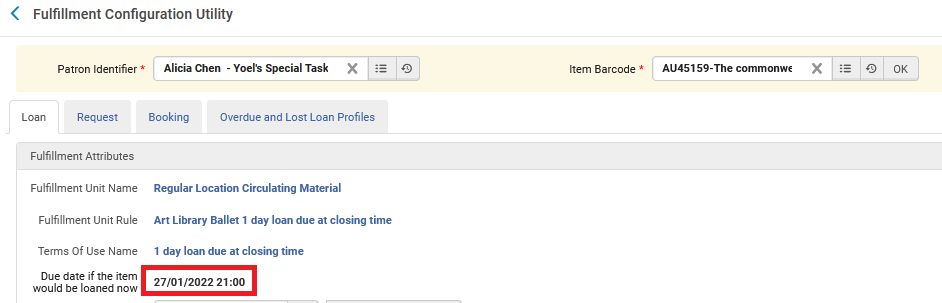 Fulfillment Configuration Utility
Patron Identifier * Alicia Chen - Yoel's Special Task Item Barcode * AU45159-The commonwe OK
Loan Request Booking Overdue and Lost Loan Profiles
Fulfillment Attributes
Fulfillment Unit Name Regular Location Circulating Material
Fulfillment Unit Rule Art Library Ballet 1 day loan due at closing time
Terms Of Use Name 1 day loan due at closing time
Due date if the item
would be loaned now 27/01/2022 21:00